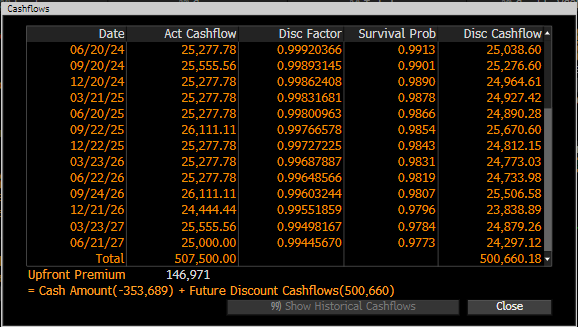 Cashflows
Date Act Cashflow Disc Factor Survival Prob Disc Cashflow
06/20/24 25,277.78 0.99920366 0.9913 25,038.60
09/20/24 25,555.56 0.99893145 0.9901 25,276.60
12/20/24 25,277.78 0.99862408 0.9890 24,964.61
03/21/25 25,277.78 0.99831681 0.9878 24,927.42
06/20/25 25,277.78 0.99800963 0.9866 24,890.28
09/22/25 26,111.11 0.99766578 0.9854 25,670.60
12/22/25 25,277.78 0.99727225 0.9843 24,812.15
03/23/26 25,277.78 0.99687887 0.9831 24,773.03
06/22/26 25,277.78 0.99648566 0.9819 24,733.98
09/24/26 26,111.11 0.99603244 0.9807 25,506.58
12/21/26 24,444.44 0.99551859 0.9796 23,838.89
03/23/27 25,555.56 0.99498167 0.9784 24,879.26
06/21/27 25,000.00 0.99445670 0.9773 24,297.12
Total 507,500.00 500,660.18
Upfront Premium 146,971
= Cash Amount(-353,689) + Future Discount Cashflows(500,660)
99) Show Historical Cashflows Close